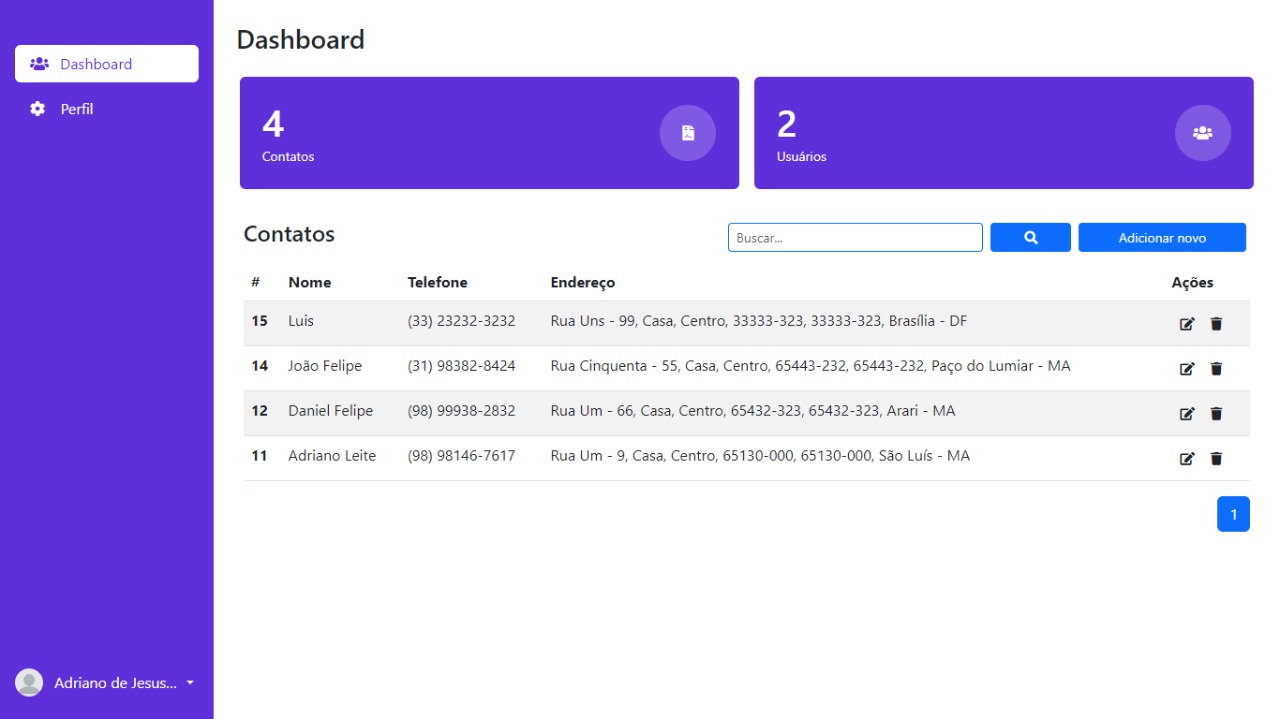 Dashboard
Perfil
Adriano de Jesus...
Dashboard
4
Contatos
2
Usuários
Contatos
Buscar...
Adicionar novo
# Nome Telefone Endereço Ações
15 Luis (33) 23232-3232 Rua Uns - 99, Casa, Centro, 33333-323, 33333-323, Brasília - DF
14 João Felipe (31) 98382-8424 Rua Cinquenta - 55, Casa, Centro, 65443-232, 65443-232, Paço do Lumiar - MA
12 Daniel Felipe (98) 99938-2832 Rua Um - 66, Casa, Centro, 65432-323, 65432-323, Arari - MA
11 Adriano Leite (98) 98146-7617 Rua Um - 9, Casa, Centro, 65130-000, 65130-000, São Luís - MA
1